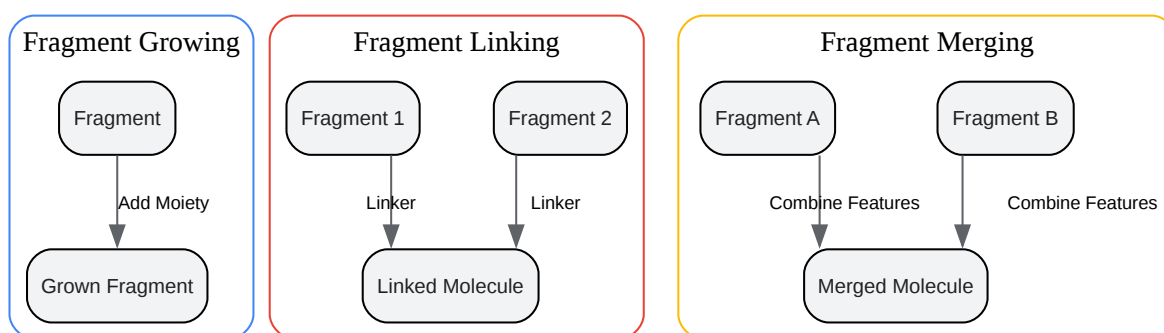 Fragment Growing
Fragment
Add Moiety
Grown Fragment
Fragment Linking
Fragment 1
Fragment 2
Linker
Linker
Linked Molecule
Fragment Merging
Fragment A
Fragment B
Combine Features
Combine Features
Merged Molecule